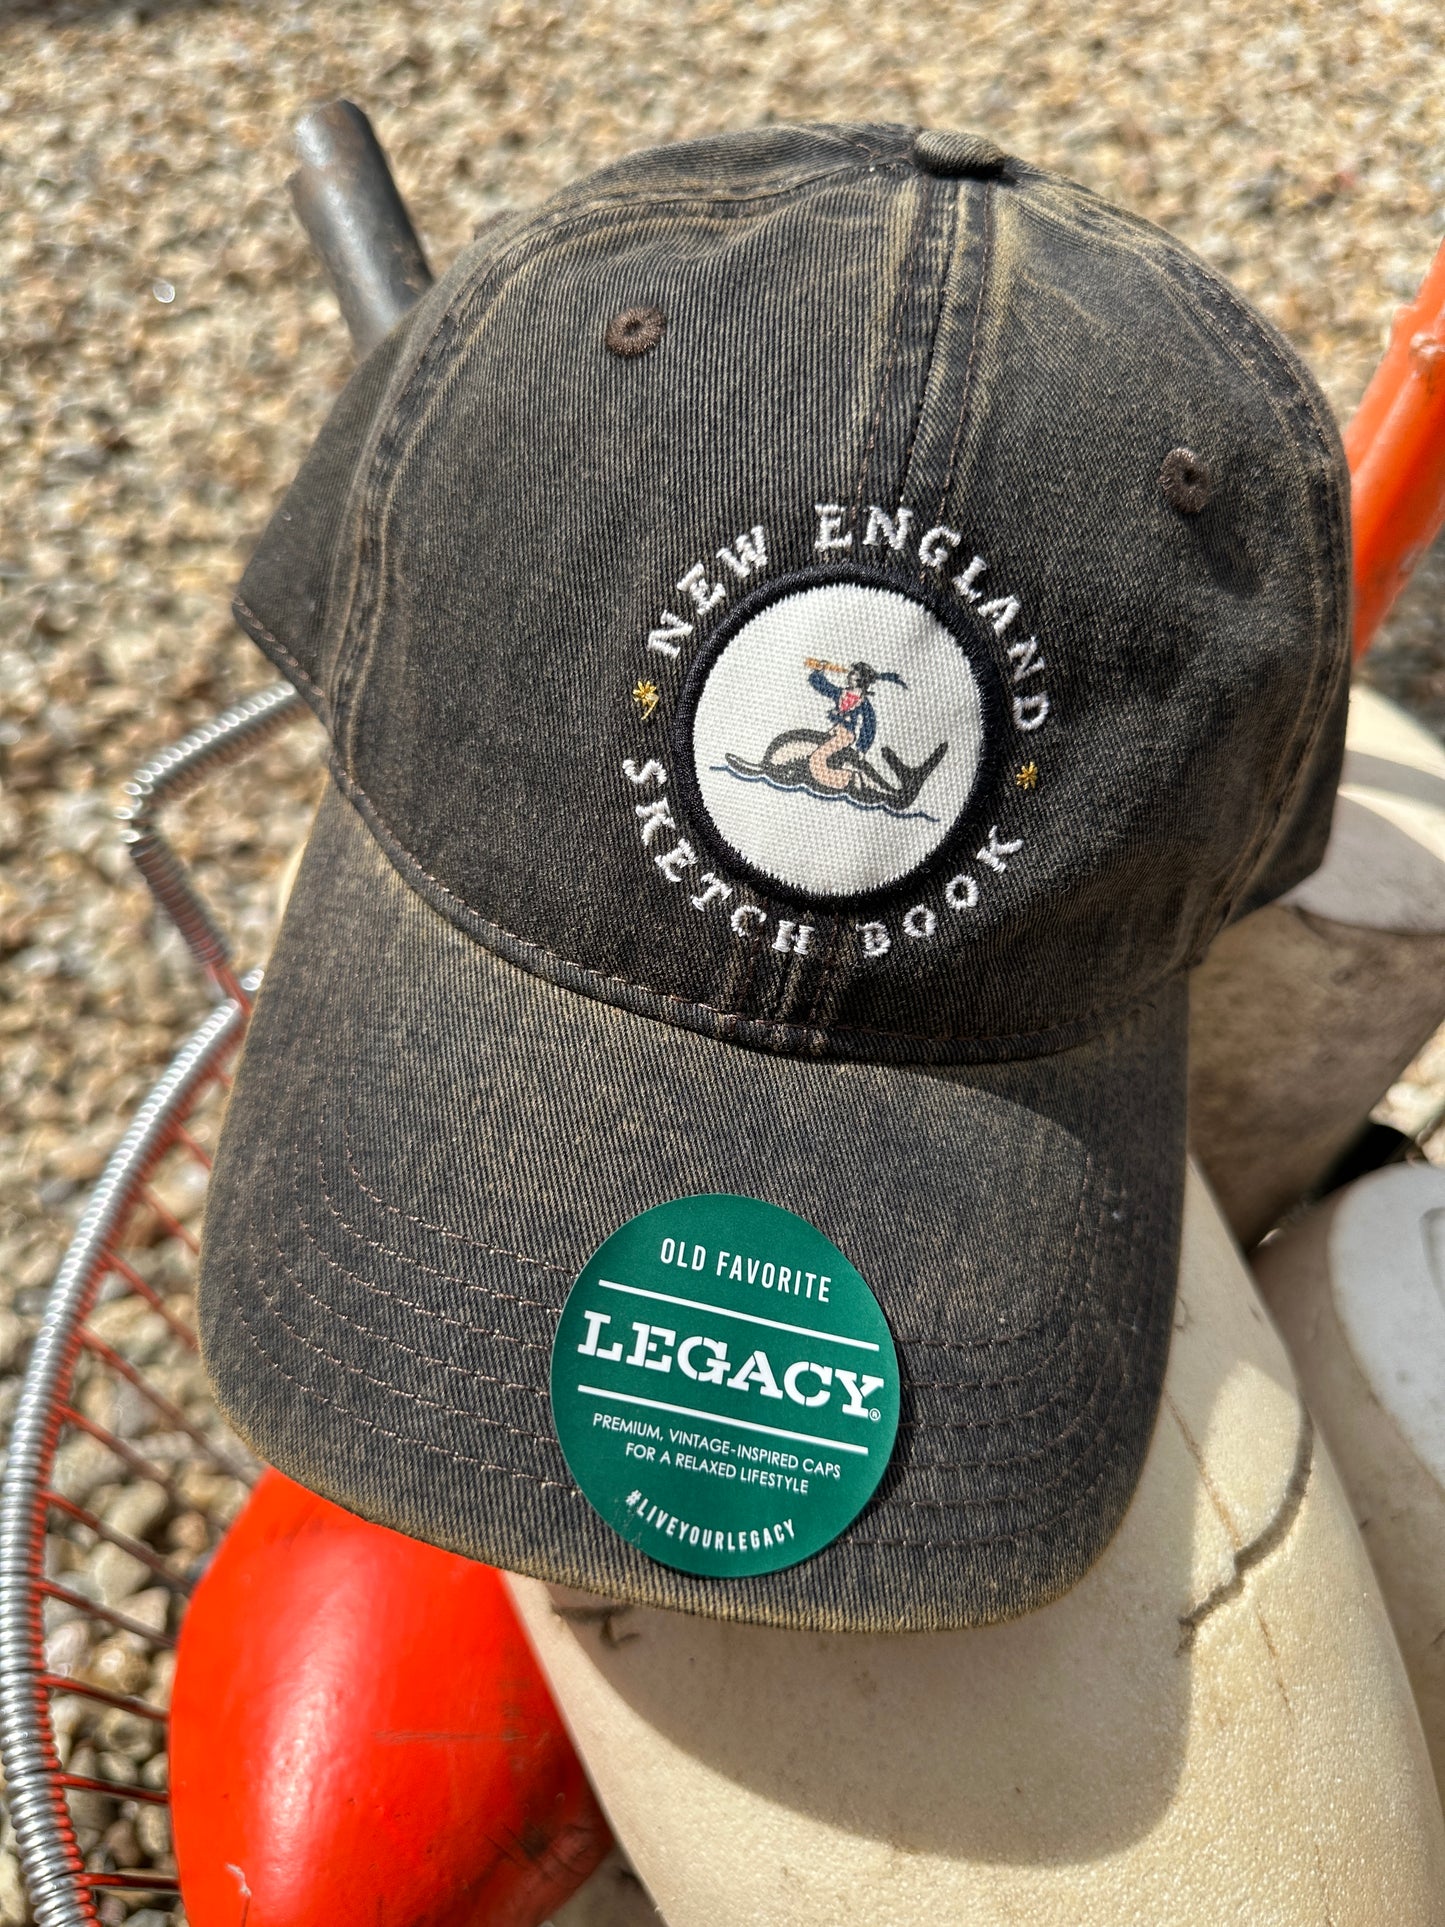 NEW ENGLAND
SKETCH BOOK
OLD FAVORITE
LEGACY®
PREMIUM, VINTAGE-INSPIRED CAPS
FOR A RELAXED LIFESTYLE
#LIVEYOURLEGACY